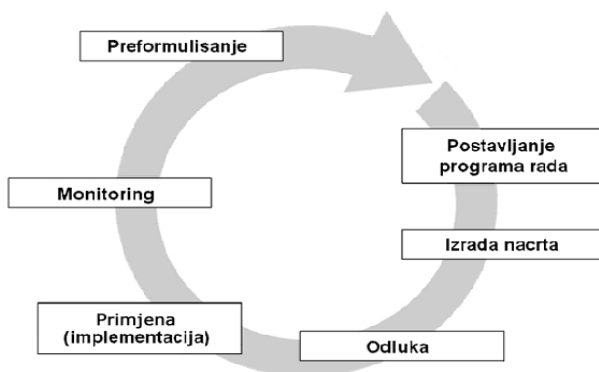 Preformulisanje
Postavljanje
programa rada
Monitoring
Izrada nacrta
Primjena
(implementacija)
Odluka